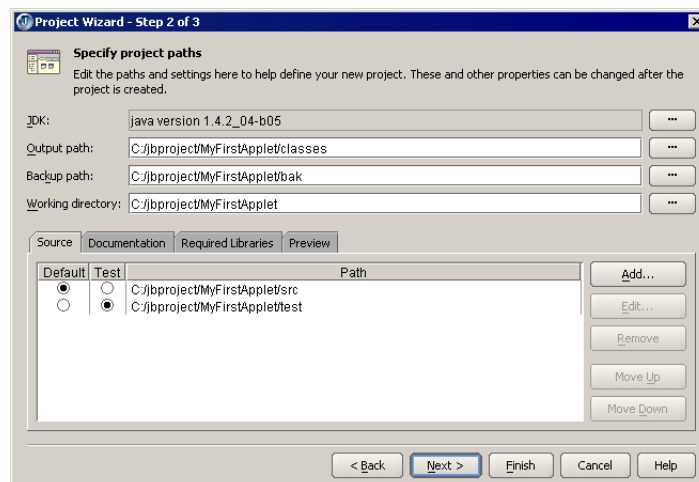 Project Wizard - Step 2 of 3
Specify project paths
Edit the paths and settings here to help define your new project. These and other properties can be changed after the
project is created.
JDK: java version 1.4.2_04-b05 ...
Output path: C:/jbproject/MyFirstApplet/classes ...
Backup path: C:/jbproject/MyFirstApplet/bak ...
Working directory: C:/jbproject/MyFirstApplet ...
Source Documentation Required Libraries Preview
Default Test Path
C:/jbproject/MyFirstApplet/src
C:/jbproject/MyFirstApplet/test
Add...
Edit...
Remove
Move Up
Move Down
< Back Next > Finish Cancel Help